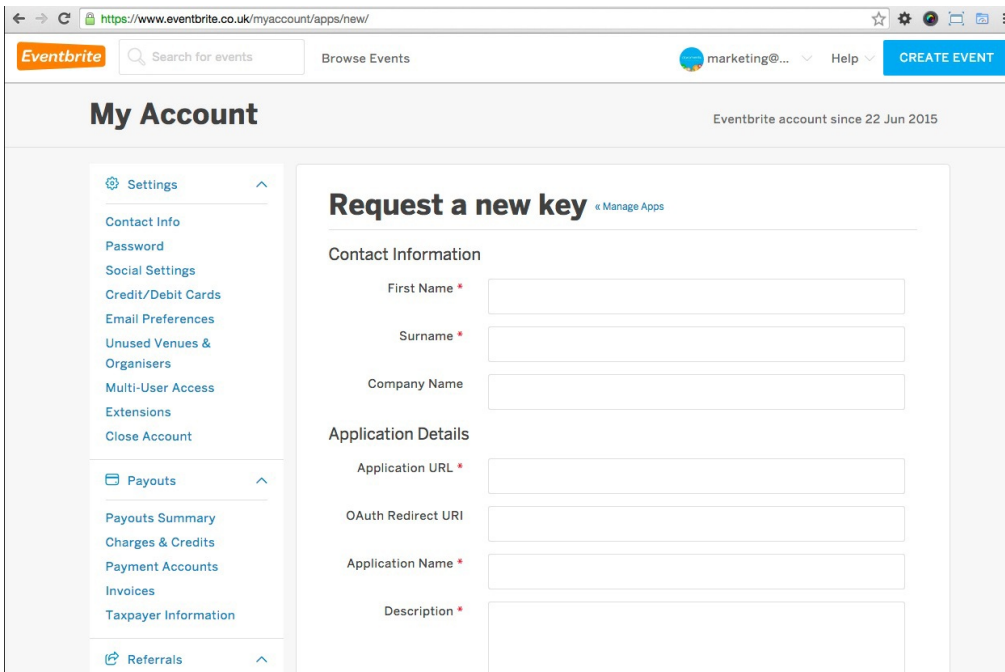 https://www.eventbrite.co.uk/myaccount/apps/new/
Eventbrite
Search for events
Browse Events
marketing@...
Help
CREATE EVENT
My Account
Eventbrite account since 22 Jun 2015
Settings
Contact Info
Password
Social Settings
Credit/Debit Cards
Email Preferences
Unused Venues &
Organisers
Multi-User Access
Extensions
Close Account
Payouts
Payouts Summary
Charges & Credits
Payment Accounts
Invoices
Taxpayer Information
Referrals
Request a new key « Manage Apps
Contact Information
First Name *
Surname *
Company Name
Application Details
Application URL *
OAuth Redirect URI
Application Name *
Description *